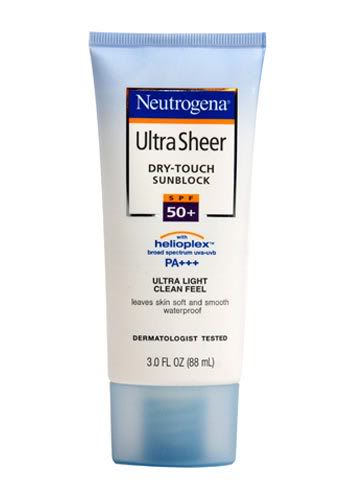 Neutrogena®
Ultra Sheer
DRY-TOUCH
SUNBLOCK
SPF
50+
with
helioplex™
broad spectrum uva-uvb
PA+++
ULTRA LIGHT
CLEAN FEEL
leaves skin soft and smooth
waterproof
DERMATOLOGIST TESTED
3.0 FL OZ (88 mL)